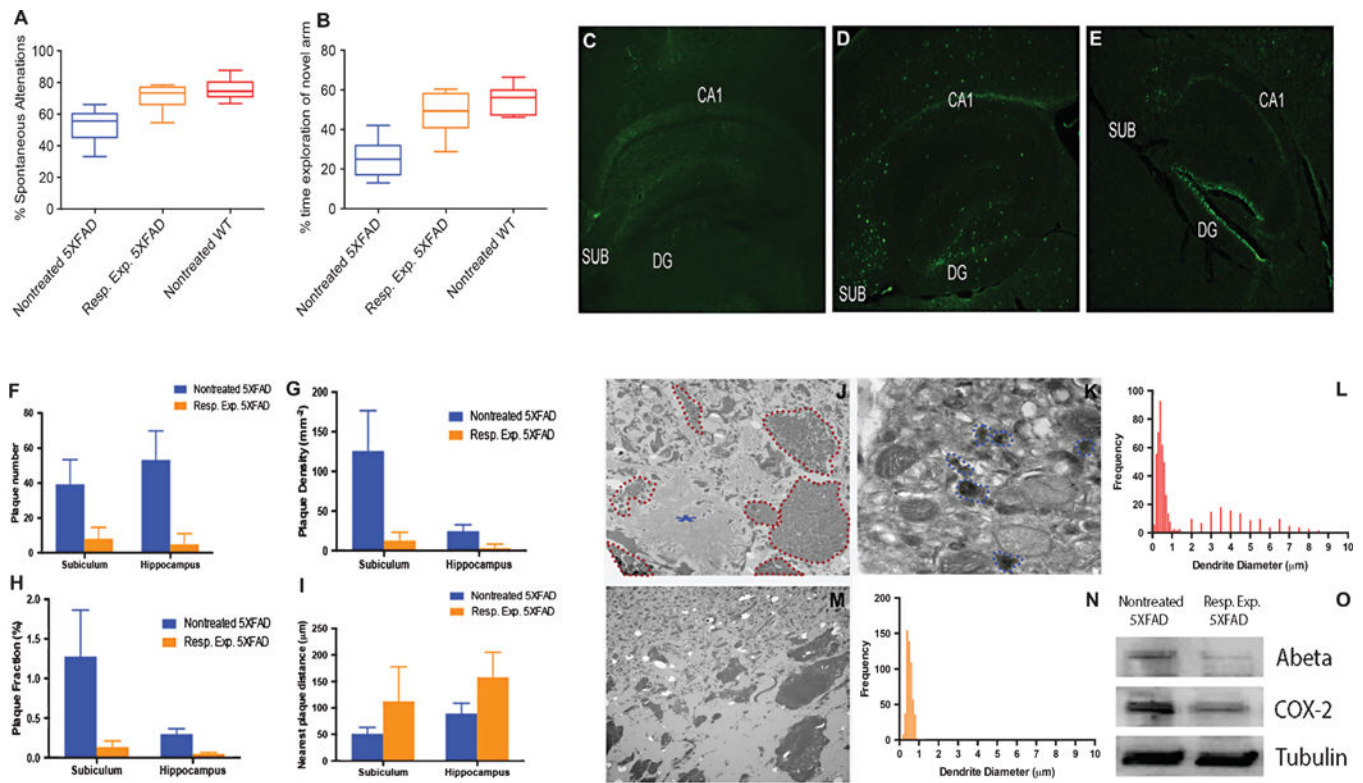 A
% Spontaneous Altenations
100
80
60
40
20
0
Nontreated 5XFAD
Resp. Exp. 5XFAD
Nontreated WT
B
% time exploration of novel arm
80
60
40
20
0
Nontreated 5XFAD
Resp. Exp. 5XFAD
Nontreated WT
C
CA1
SUB
DG
D
CA1
SUB
DG
E
CA1
SUB
DG
F
Nontreated 5XFAD
Resp. Exp. 5XFAD
Plaque number
80
60
40
20
0
Subiculum
Hippocampus
G
Nontreated 5XFAD
Resp. Exp. 5XFAD
Plaque Density (mm⁻²)
200
150
100
50
0
Subiculum
Hippocampus
H
Nontreated 5XFAD
Resp. Exp. 5XFAD
Plaque Fraction (%)
2.0
1.5
1.0
0.5
0.0
Subiculum
Hippocampus
I
Nontreated 5XFAD
Resp. Exp. 5XFAD
Nearest plaque distance (μm)
250
200
150
100
50
0
Subiculum
Hippocampus
J
K
L
Frequency
100
80
60
40
20
0
0 1 2 3 4 5 6 7 8 9 10
Dendrite Diameter (μm)
M
N
Frequency
200
150
100
50
0
0 1 2 3 4 5 6 7 8 9 10
Dendrite Diameter (μm)
O
Nontreated
5XFAD
Resp. Exp.
5XFAD
Abeta
COX-2
Tubulin